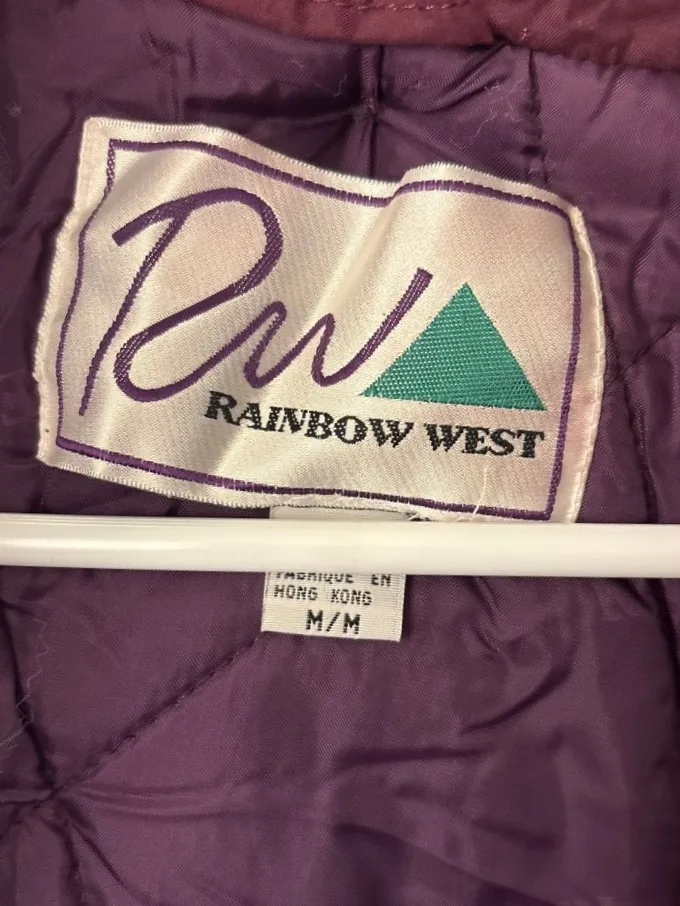 RW
RAINBOW WEST
FABRIQUE EN
HONG KONG
M/M